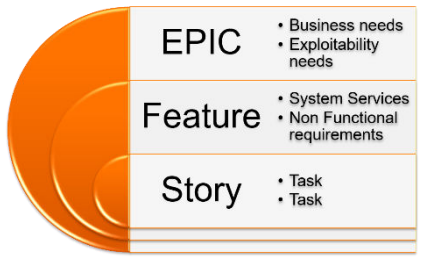 EPIC
• Business needs
• Exploitability
needs
Feature
• System Services
• Non Functional
requirements
Story
• Task
• Task